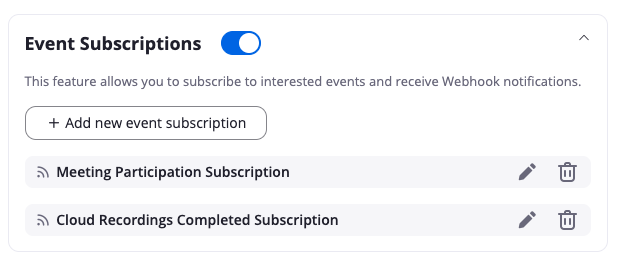 Event Subscriptions
This feature allows you to subscribe to interested events and receive Webhook notifications.
+ Add new event subscription
Meeting Participation Subscription
Cloud Recordings Completed Subscription